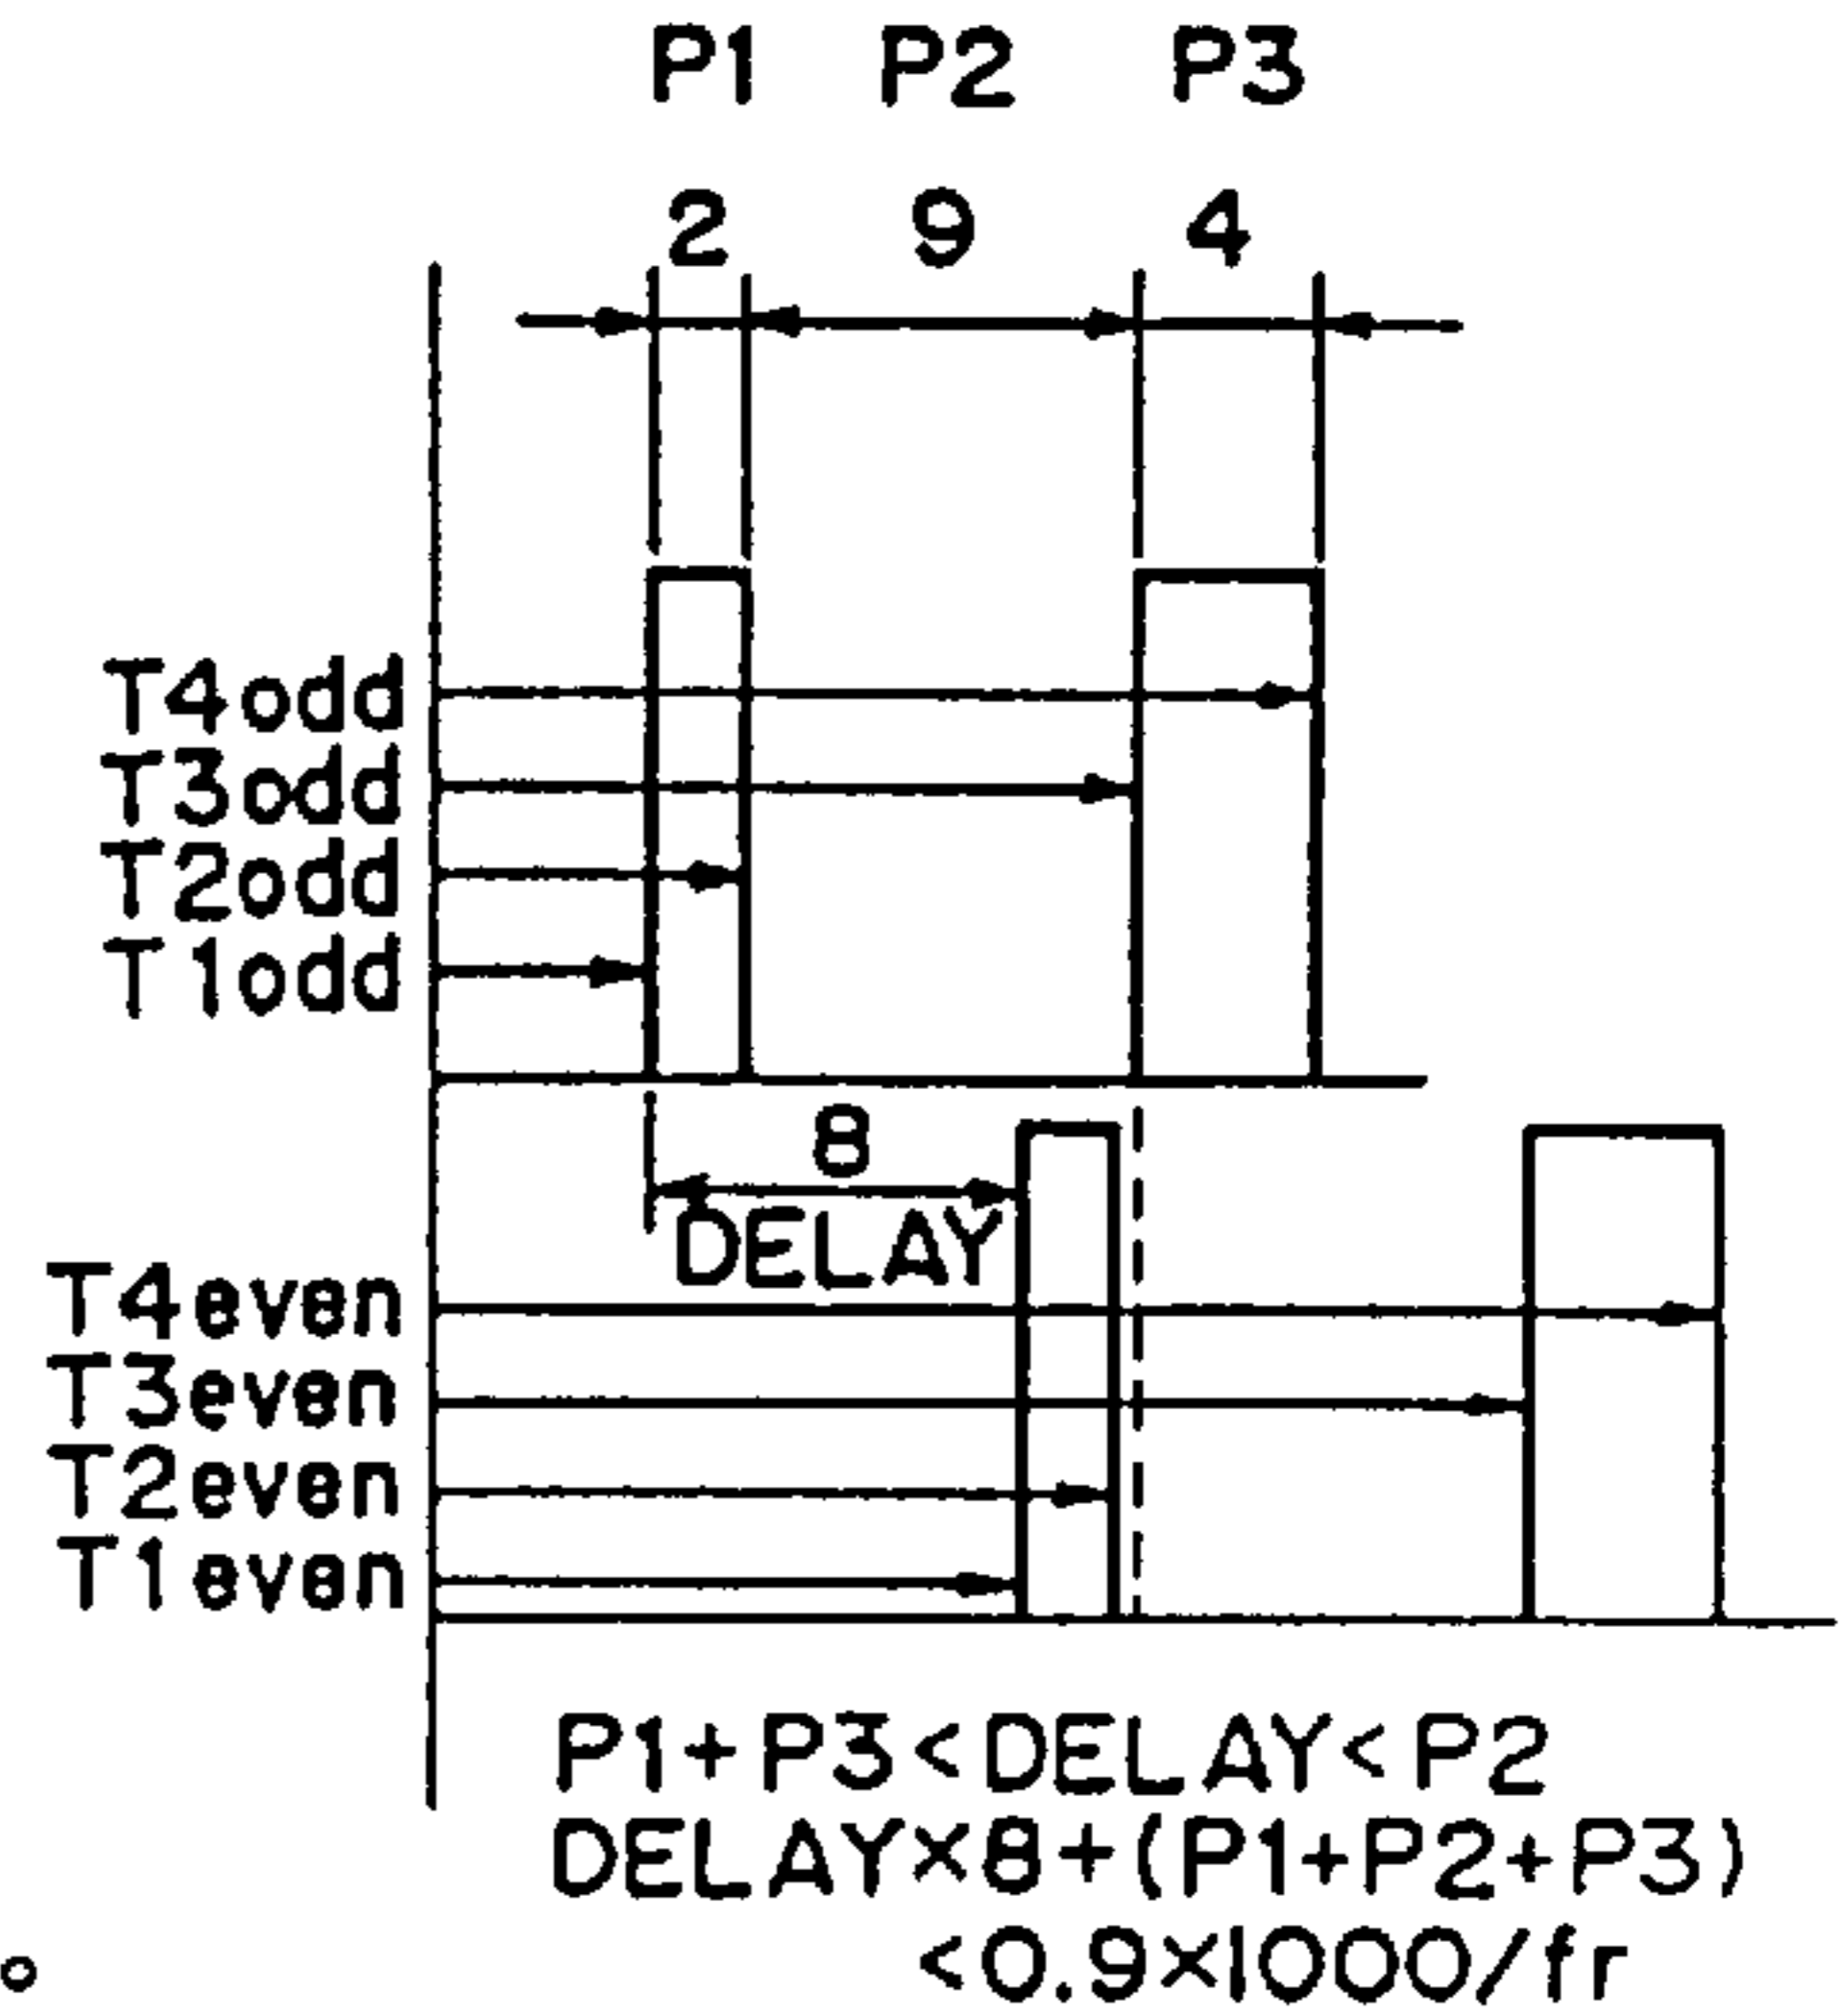 P1 P2 P3
2 9 4
T4odd
T3odd
T2odd
T1odd
8
DELAY
T4even
T3even
T2even
T1even
P1+P3<DELAY<P2
DELAY×8+(P1+P2+P3)
<0.9×1000/fr